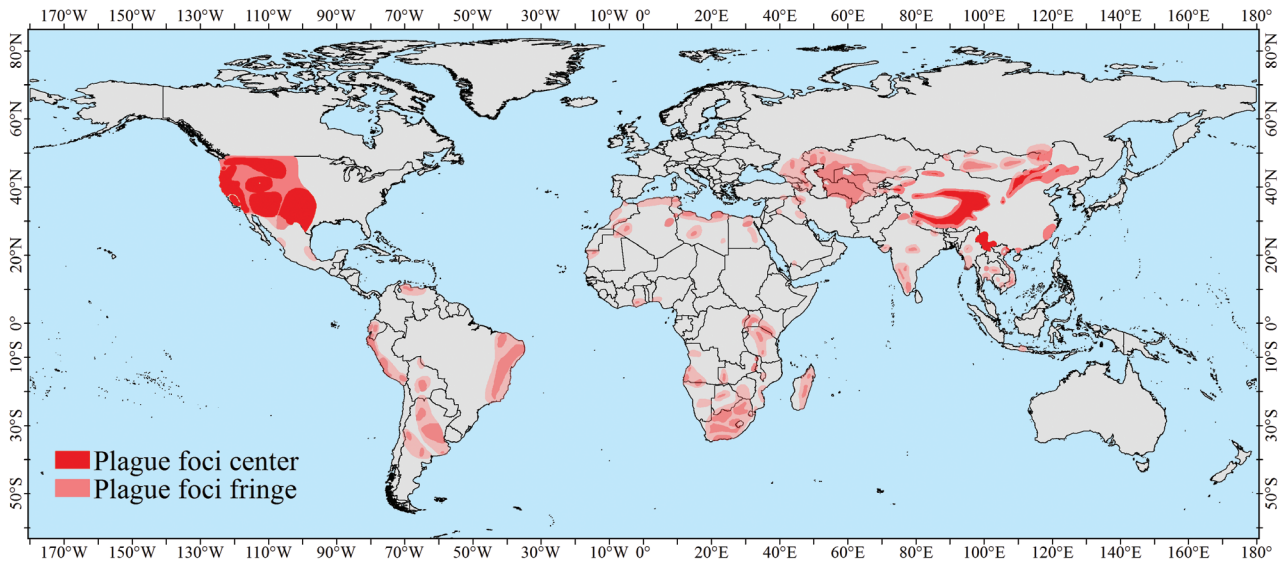 170°W 150°W 130°W 110°W 90°W 70°W 50°W 30°W 10°W 0° 20°E 40°E 60°E 80°E 100°E 120°E 140°E 160°E 180°
80°N 80°N
60°N 60°N
40°N 40°N
20°N 20°N
0° 0°
10°S 10°S
30°S 30°S
50°S 50°S
Plague foci center
Plague foci fringe
170°W 150°W 130°W 110°W 90°W 70°W 50°W 30°W 10°W 0° 20°E 40°E 60°E 80°E 100°E 120°E 140°E 160°E 180°